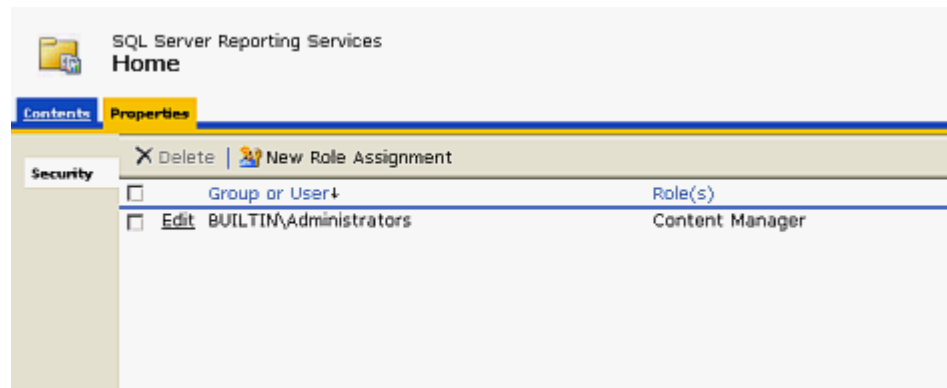 SQL Server Reporting Services
Home
Contents Properties
Security
Delete | New Role Assignment
Group or User↓ Role(s)
Edit BUILTIN\Administrators Content Manager